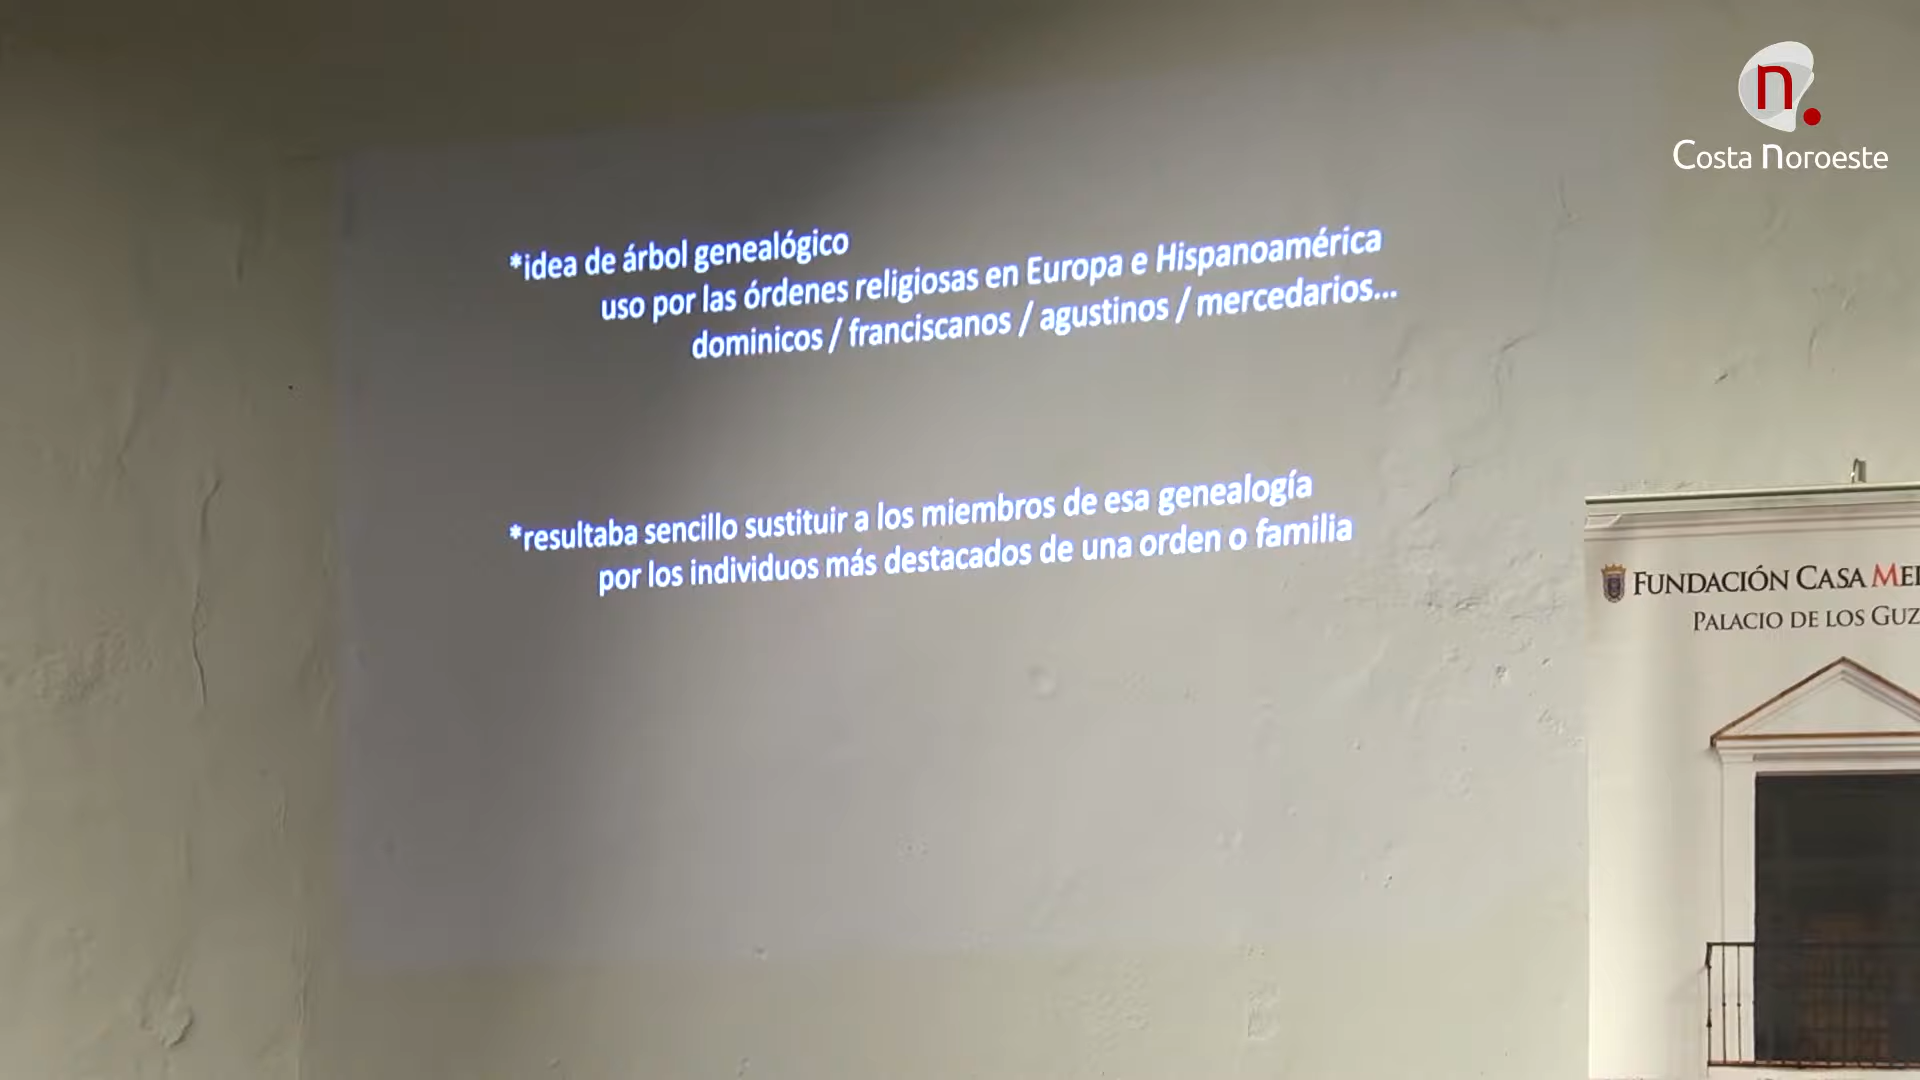 n.
Costa noroeste
*idea de árbol genealógico
uso por las órdenes religiosas en Europa e Hispanoamérica
dominicos / franciscanos / agustinos / mercedarios...
*resultaba sencillo sustituir a los miembros de esa genealogía
por los individuos más destacados de una orden o familia
FUNDACIÓN CASA
PALACIO DE LOS